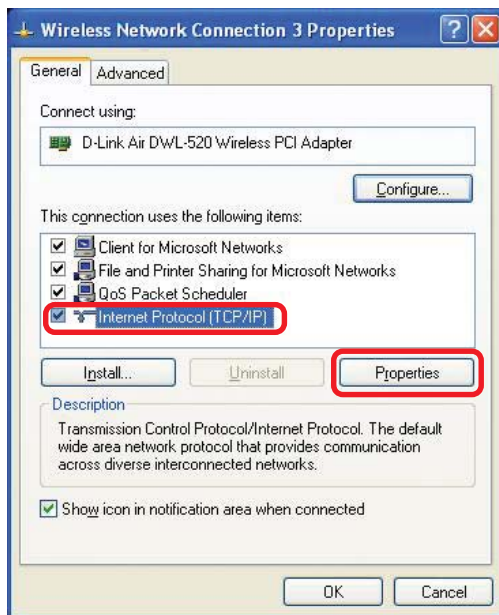 Wireless Network Connection 3 Properties
General
Advanced
Connect using:
D-Link Air DWL-520 Wireless PCI Adapter
Configure...
This connection uses the following items:
Client for Microsoft Networks
File and Printer Sharing for Microsoft Networks
QoS Packet Scheduler
Internet Protocol (TCP/IP)
Install...
Uninstall
Properties
Description
Transmission Control Protocol/Internet Protocol. The default
wide area network protocol that provides communication
across diverse interconnected networks.
Show icon in notification area when connected
OK
Cancel